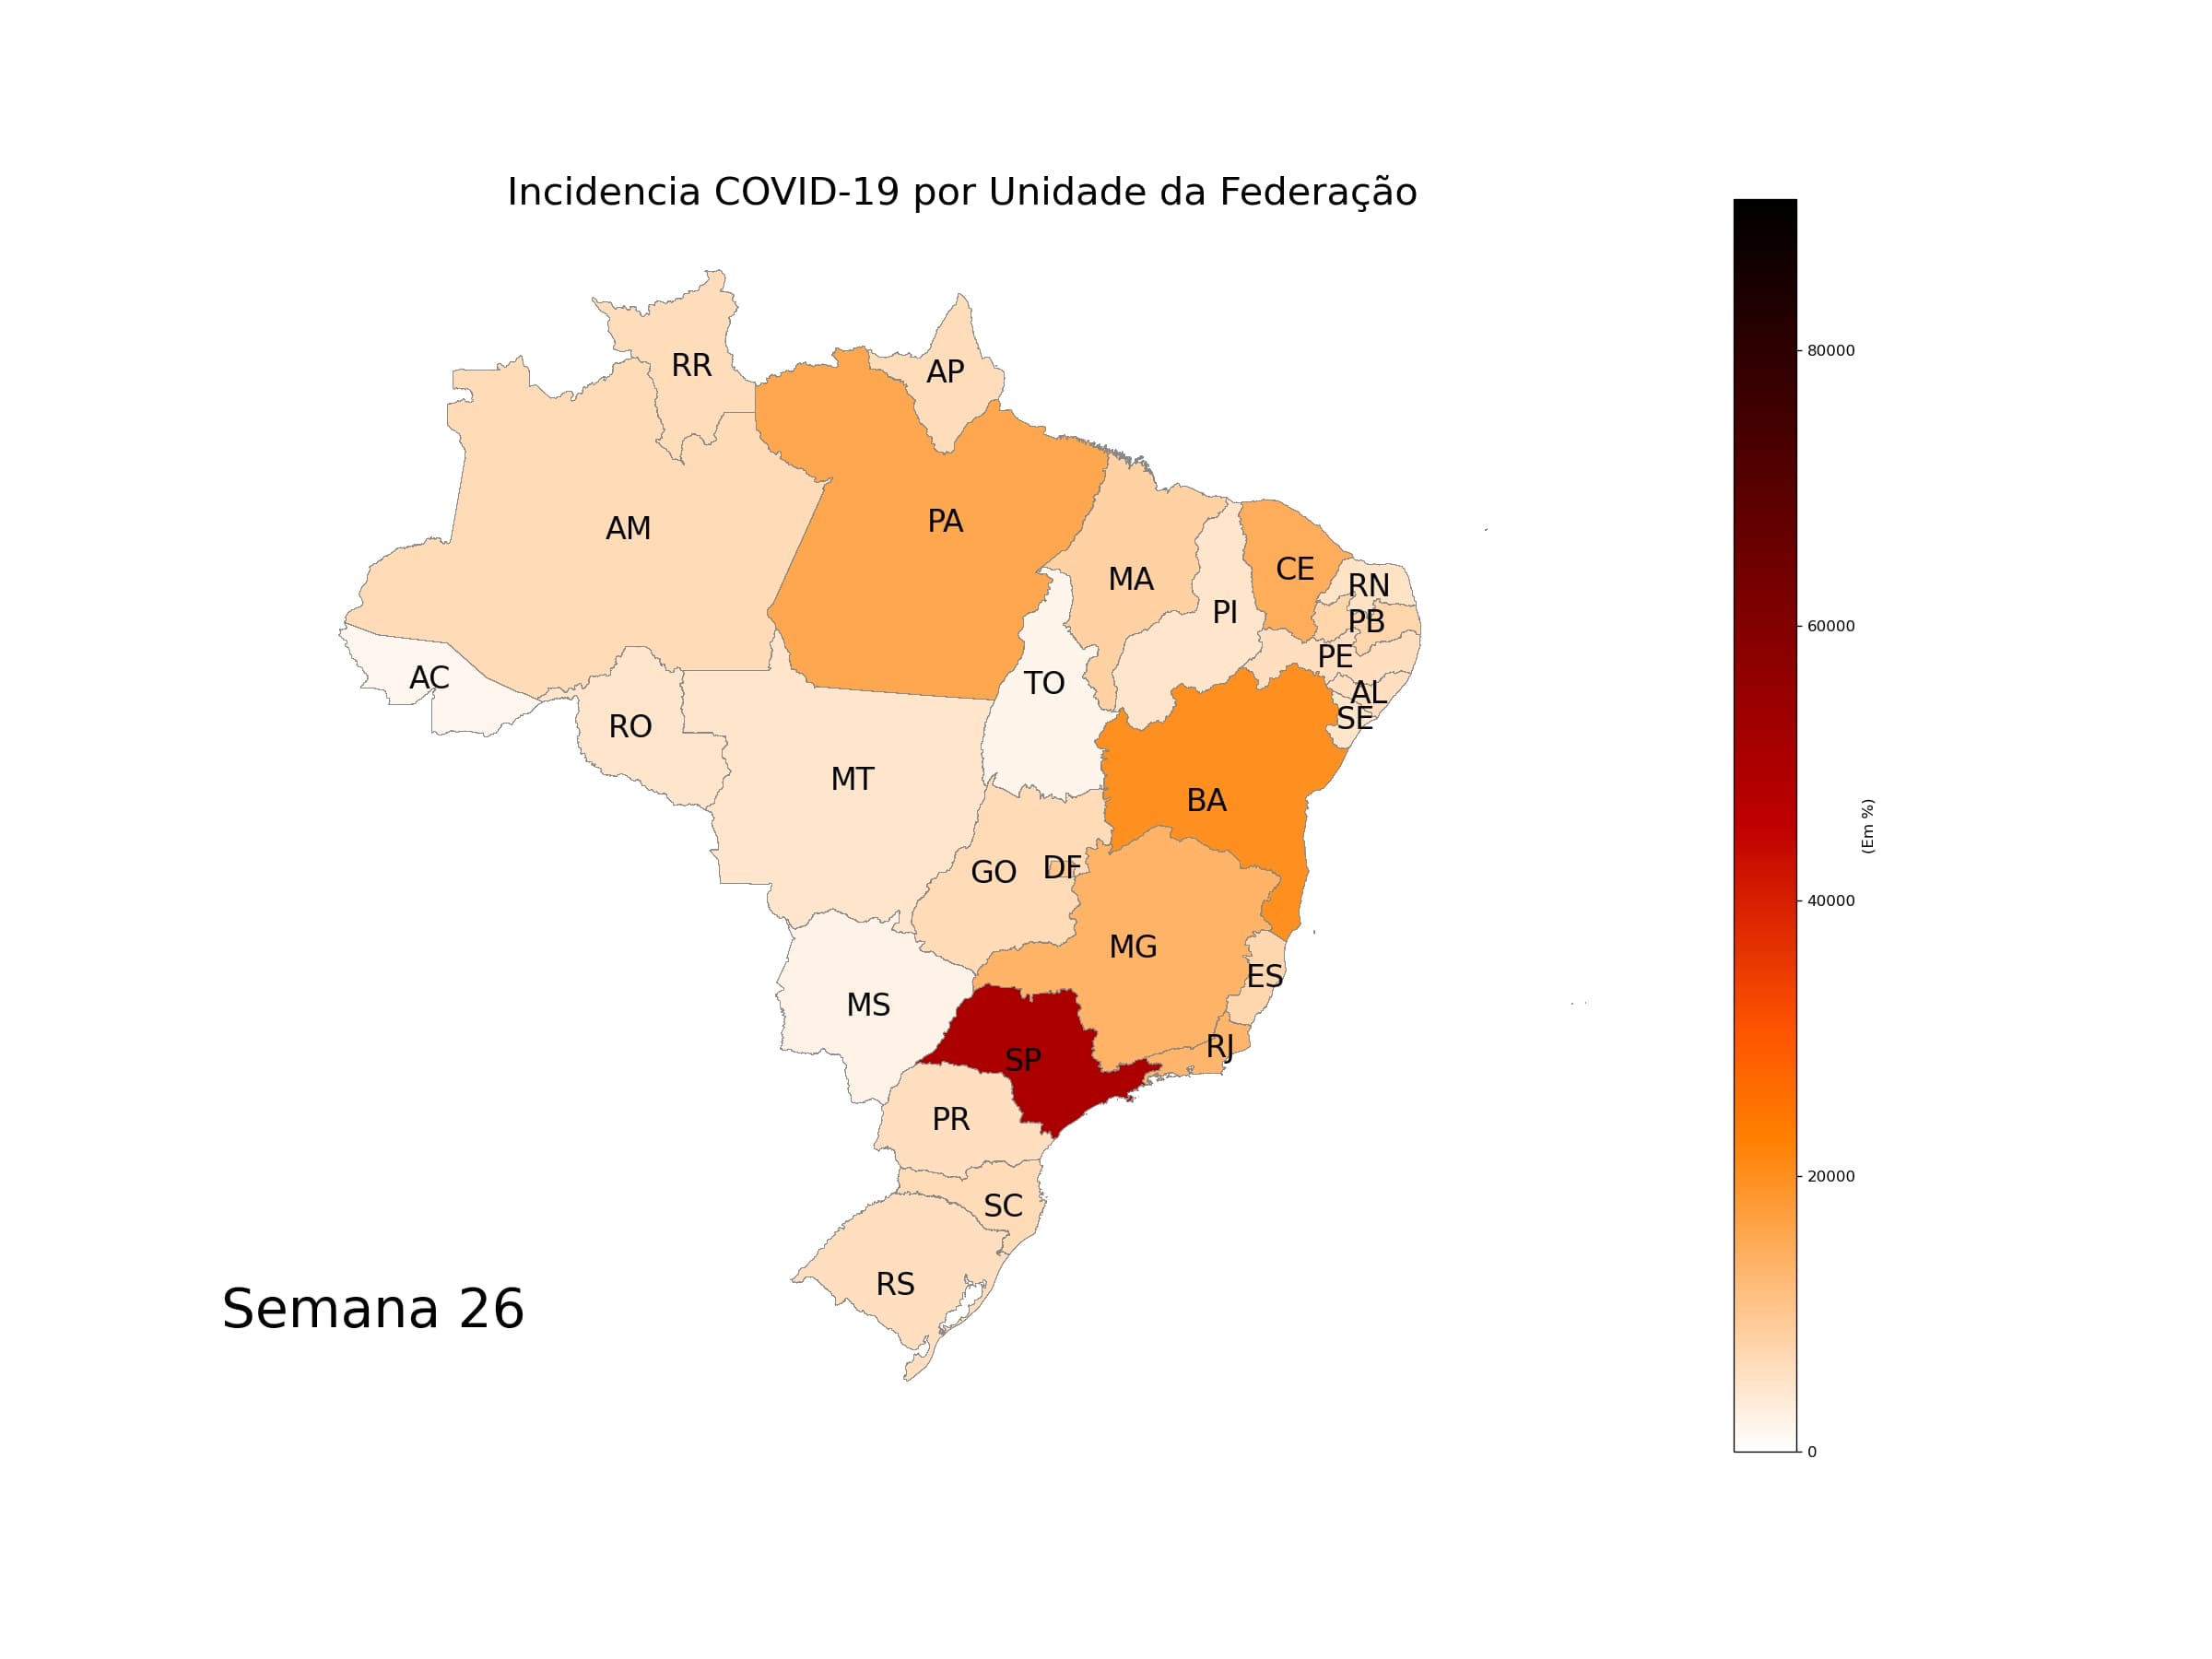 Incidencia COVID-19 por Unidade da Federação
RR
AP
AM
PA
MA
CE
RN
PI
PB
PE
AC
TO
AL
SE
RO
MT
BA
GO
DF
MG
ES
MS
RJ
SP
PR
SC
RS
Semana 26
80000
60000
40000
20000
0
(Em %)